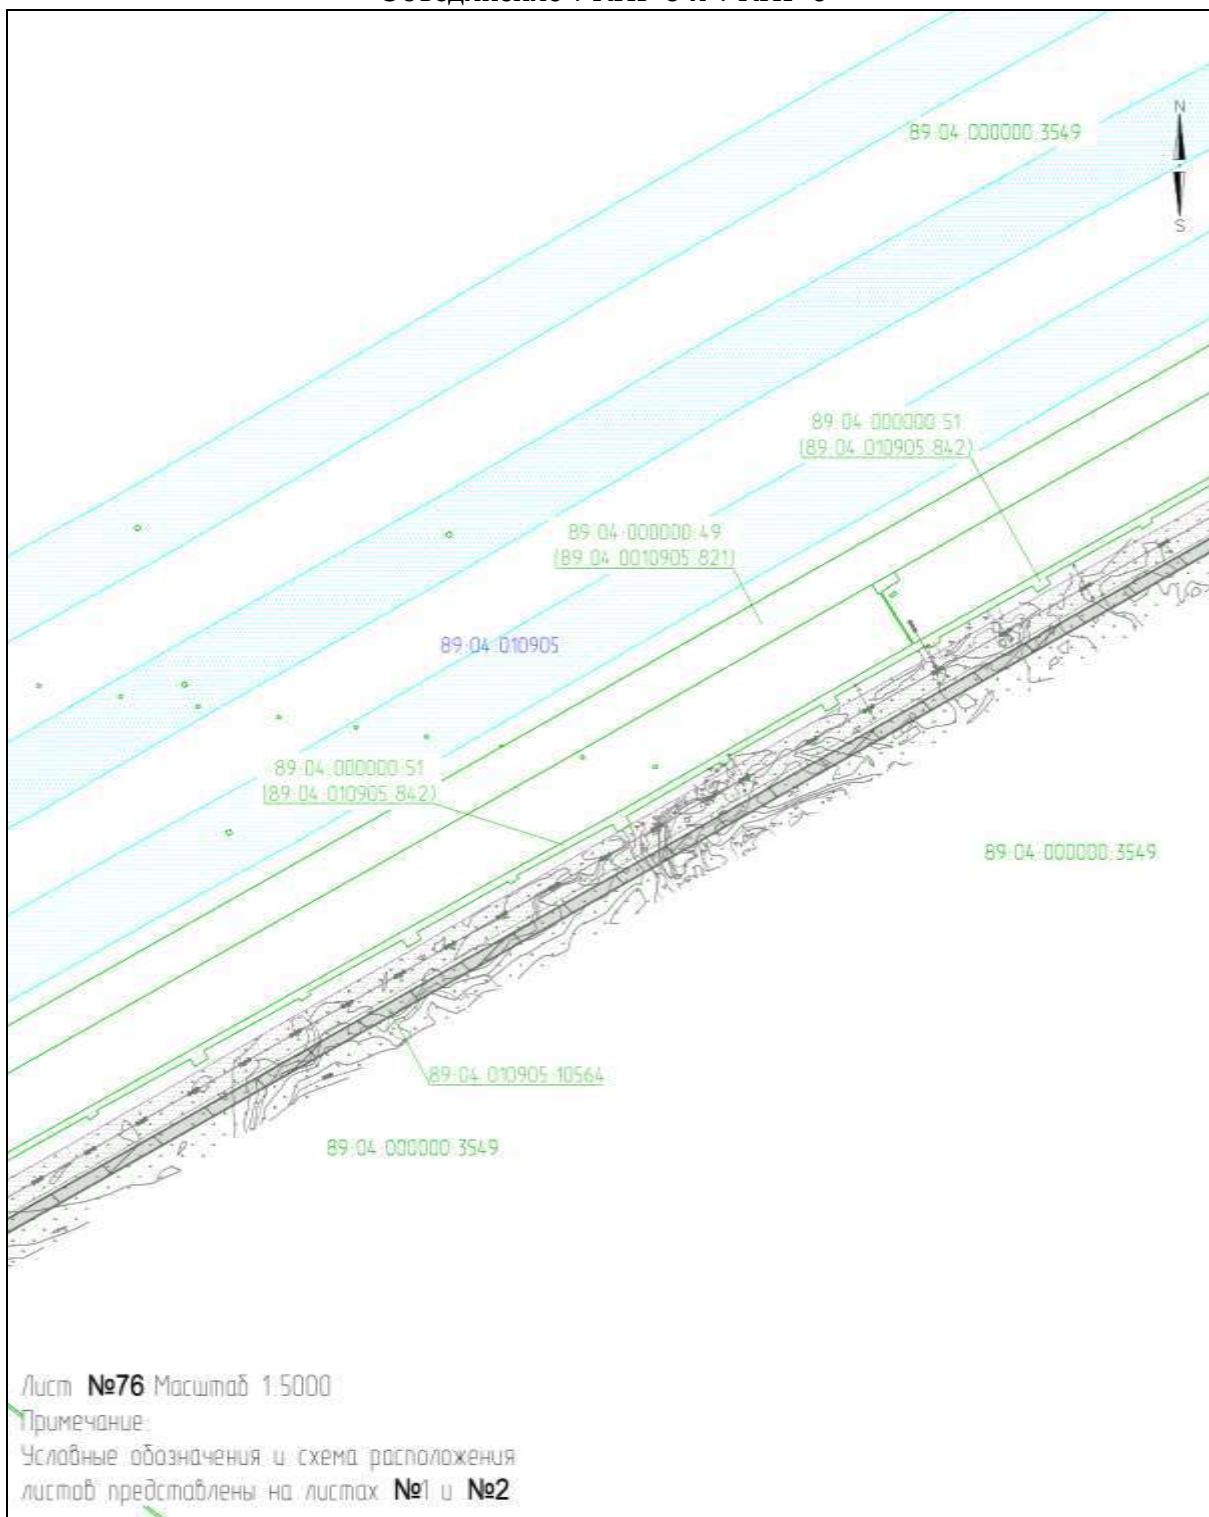 89:04:000000:3549
N
S
89:04:000000:51
(89:04:010905:842)
89:04:000000:49
(89:04:0010905:821)
89:04:010905
89:04:000000:51
(89:04:010905:842)
89:04:000000:3549
89:04:010905:10564
89:04:000000:3549
Лист №76 Масштаб 1:5000
Примечание:
Условные обозначения и схема расположения
листов представлены на листах №1 и №2